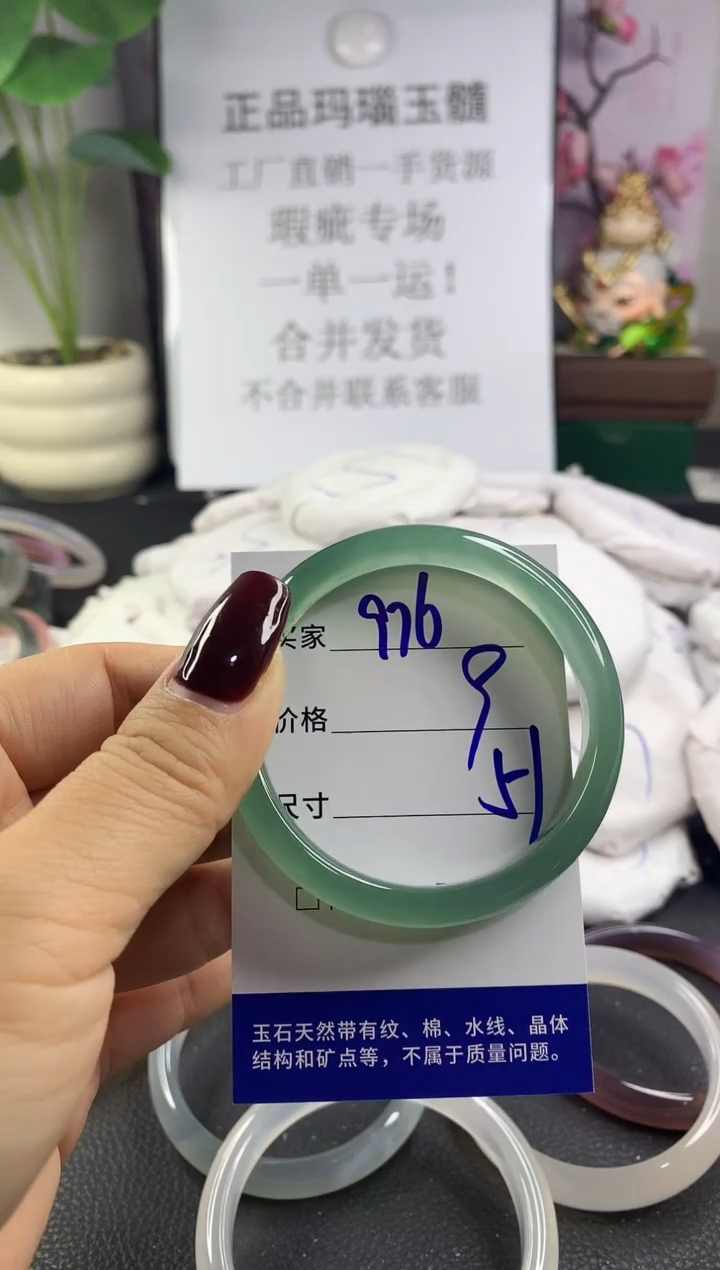 正品玛瑙玉髓
工厂直销一手货源
瑕疵专场
一单一运！
合并发货
不合并联系客服
买家 976
价格 9
尺寸 51
玉石天然带有纹、棉、水线、晶体
结构和矿点等，不属于质量问题。